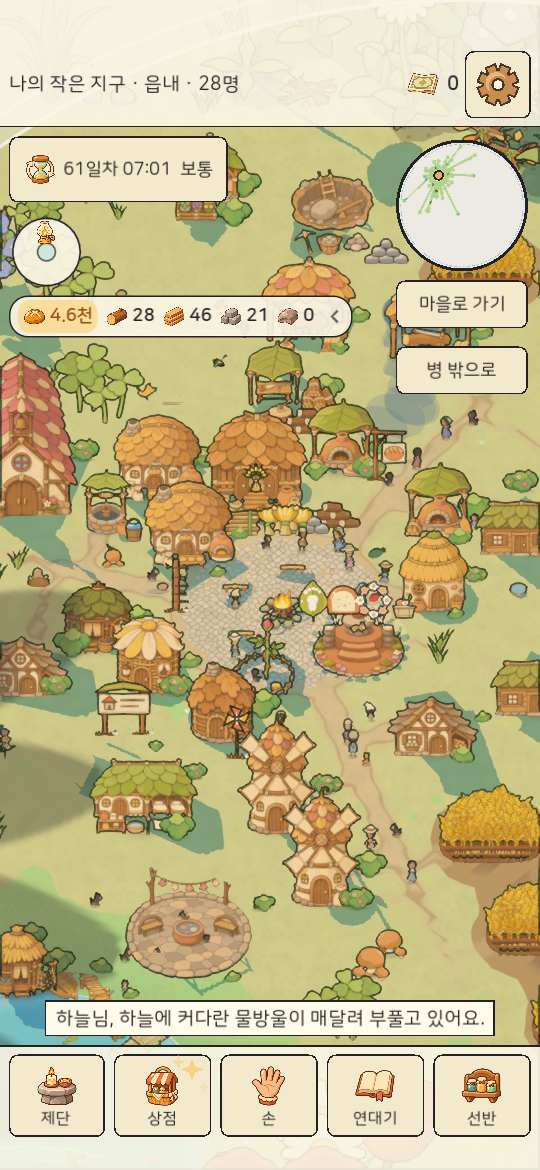 나의 작은 지구 · 읍내 · 28명
0
61일차 07:01 보통
4.6천 28 46 21 0
마을로 가기
병 밖으로
하늘님, 하늘에 커다란 물방울이 매달려 부풀고 있어요.
제단 상점 손 연대기 선반